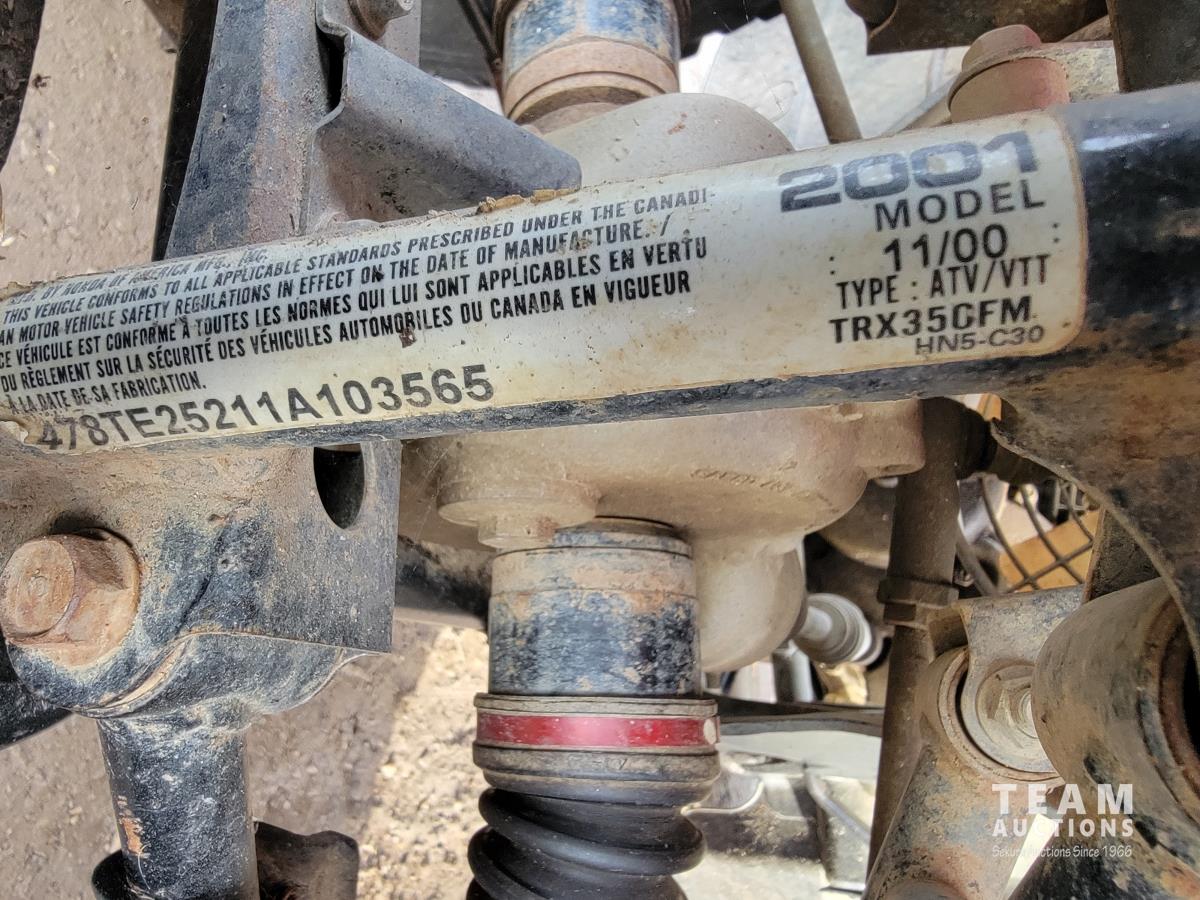 BY HONDA OF AMERICA MFG., INC.
THIS VEHICLE CONFORMS TO ALL APPLICABLE STANDARDS PRESCRIBED UNDER THE CANADI-
AN MOTOR VEHICLE SAFETY REGULATIONS IN EFFECT ON THE DATE OF MANUFACTURE. /
CE VÉHICULE EST CONFORME À TOUTES LES NORMES QUI LUI SONT APPLICABLES EN VERTU
DU RÈGLEMENT SUR LA SÉCURITÉ DES VÉHICULES AUTOMOBILES DU CANADA EN VIGUEUR
À LA DATE DE SA FABRICATION.
478TE25211A103565
2001
MODEL
: 11/00 :
TYPE : ATV/VTT
TRX35CFM
HN5-C30
TEAM
AUCTIONS
Auctions Since 1966